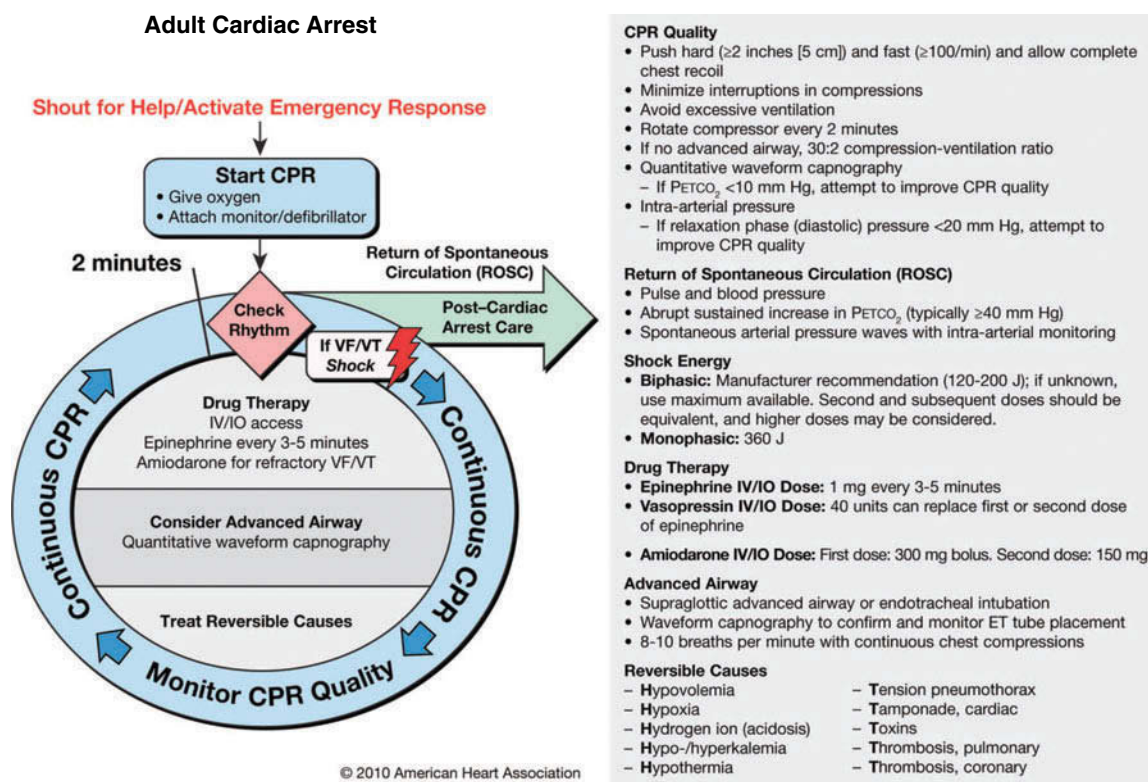 Adult Cardiac Arrest
Shout for Help/Activate Emergency Response
Start CPR
• Give oxygen
• Attach monitor/defibrillator
2 minutes
Return of Spontaneous
Circulation (ROSC)
Check
Rhythm
Post–Cardiac
Arrest Care
If VF/VT
Shock
Drug Therapy
IV/IO access
Epinephrine every 3-5 minutes
Amiodarone for refractory VF/VT
Consider Advanced Airway
Quantitative waveform capnography
Treat Reversible Causes
Continuous CPR
Continuous CPR
Monitor CPR Quality
© 2010 American Heart Association
CPR Quality
• Push hard (≥2 inches [5 cm]) and fast (≥100/min) and allow complete
chest recoil
• Minimize interruptions in compressions
• Avoid excessive ventilation
• Rotate compressor every 2 minutes
• If no advanced airway, 30:2 compression-ventilation ratio
• Quantitative waveform capnography
– If PETCO₂ <10 mm Hg, attempt to improve CPR quality
• Intra-arterial pressure
– If relaxation phase (diastolic) pressure <20 mm Hg, attempt to
improve CPR quality
Return of Spontaneous Circulation (ROSC)
• Pulse and blood pressure
• Abrupt sustained increase in PETCO₂ (typically ≥40 mm Hg)
• Spontaneous arterial pressure waves with intra-arterial monitoring
Shock Energy
• Biphasic: Manufacturer recommendation (120-200 J); if unknown,
use maximum available. Second and subsequent doses should be
equivalent, and higher doses may be considered.
• Monophasic: 360 J
Drug Therapy
• Epinephrine IV/IO Dose: 1 mg every 3-5 minutes
• Vasopressin IV/IO Dose: 40 units can replace first or second dose
of epinephrine
• Amiodarone IV/IO Dose: First dose: 300 mg bolus. Second dose: 150 mg
Advanced Airway
• Supraglottic advanced airway or endotracheal intubation
• Waveform capnography to confirm and monitor ET tube placement
• 8-10 breaths per minute with continuous chest compressions
Reversible Causes
– Hypovolemia
– Hypoxia
– Hydrogen ion (acidosis)
– Hypo-/hyperkalemia
– Hypothermia
– Tension pneumothorax
– Tamponade, cardiac
– Toxins
– Thrombosis, pulmonary
– Thrombosis, coronary